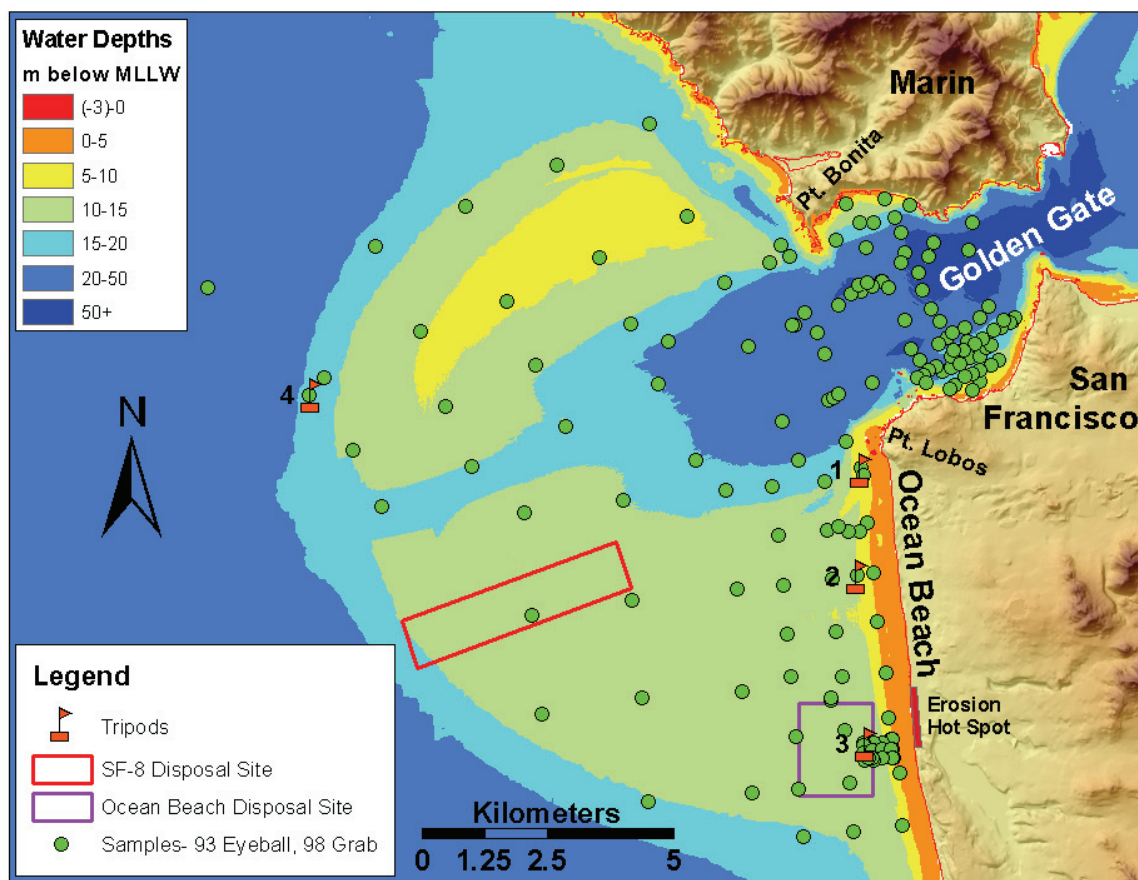 Water Depths
m below MLLW
(-3)-0
0-5
5-10
10-15
15-20
20-50
50+
Marin
Pt. Bonita
Golden Gate
San
Francisco
4
N
Pt. Lobos
1
Ocean Beach
2
Erosion
Hot Spot
3
Legend
Tripods
SF-8 Disposal Site
Ocean Beach Disposal Site
Samples- 93 Eyeball, 98 Grab
Kilometers
0 1.25 2.5 5